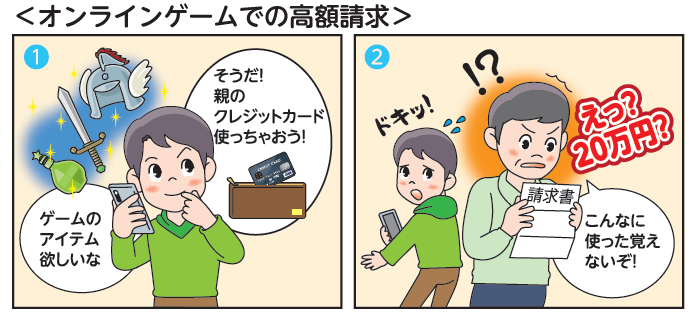 ＜オンラインゲームでの高額請求＞
1
そうだ!
親の
クレジットカード
使っちゃおう!
CREDIT CARD
ゲームの
アイテム
欲しいな
2
!?
ドキッ!
えっ?
20万円?
請求書
こんなに
使った覚え
ないぞ!